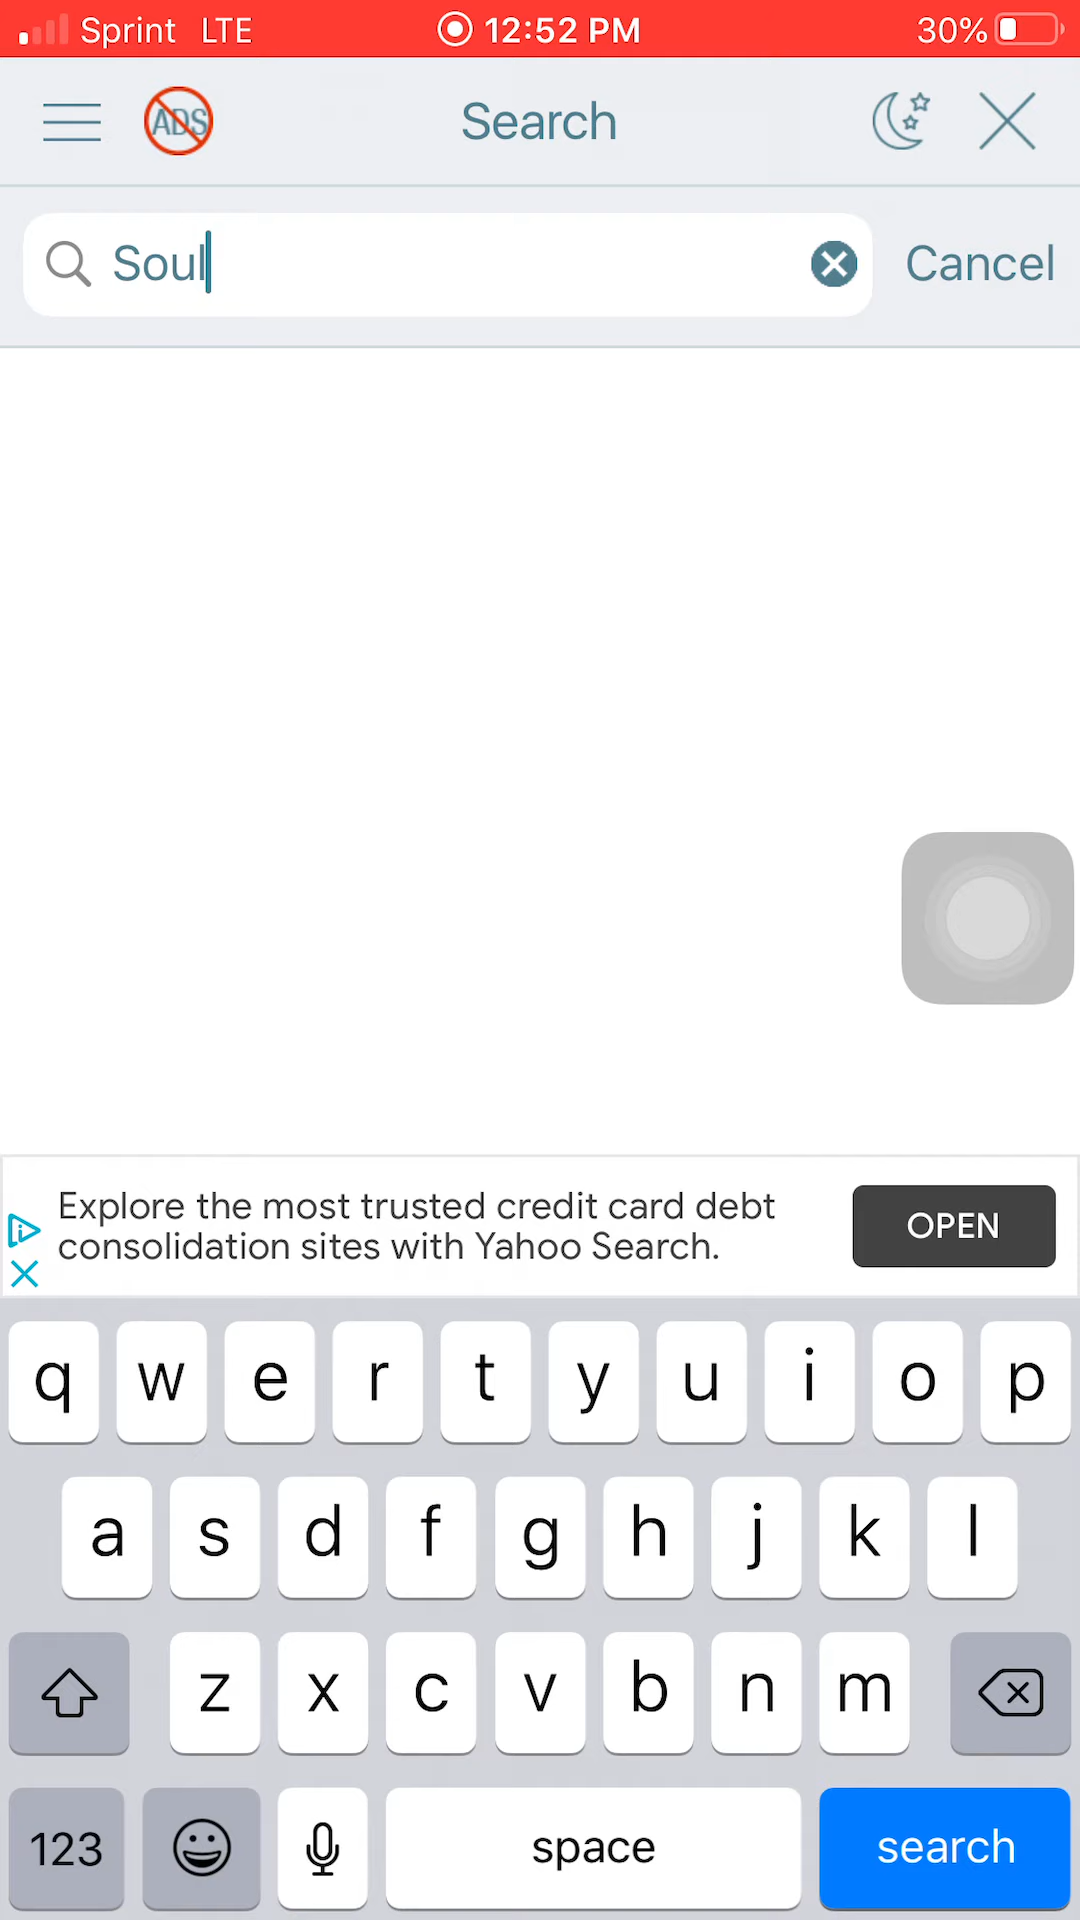 Sprint LTE 12:52 PM 30%
ADS Search
Soul Cancel
Explore the most trusted credit card debt
consolidation sites with Yahoo Search.
OPEN
q w e r t y u i o p
a s d f g h j k l
z x c v b n m
123 space search